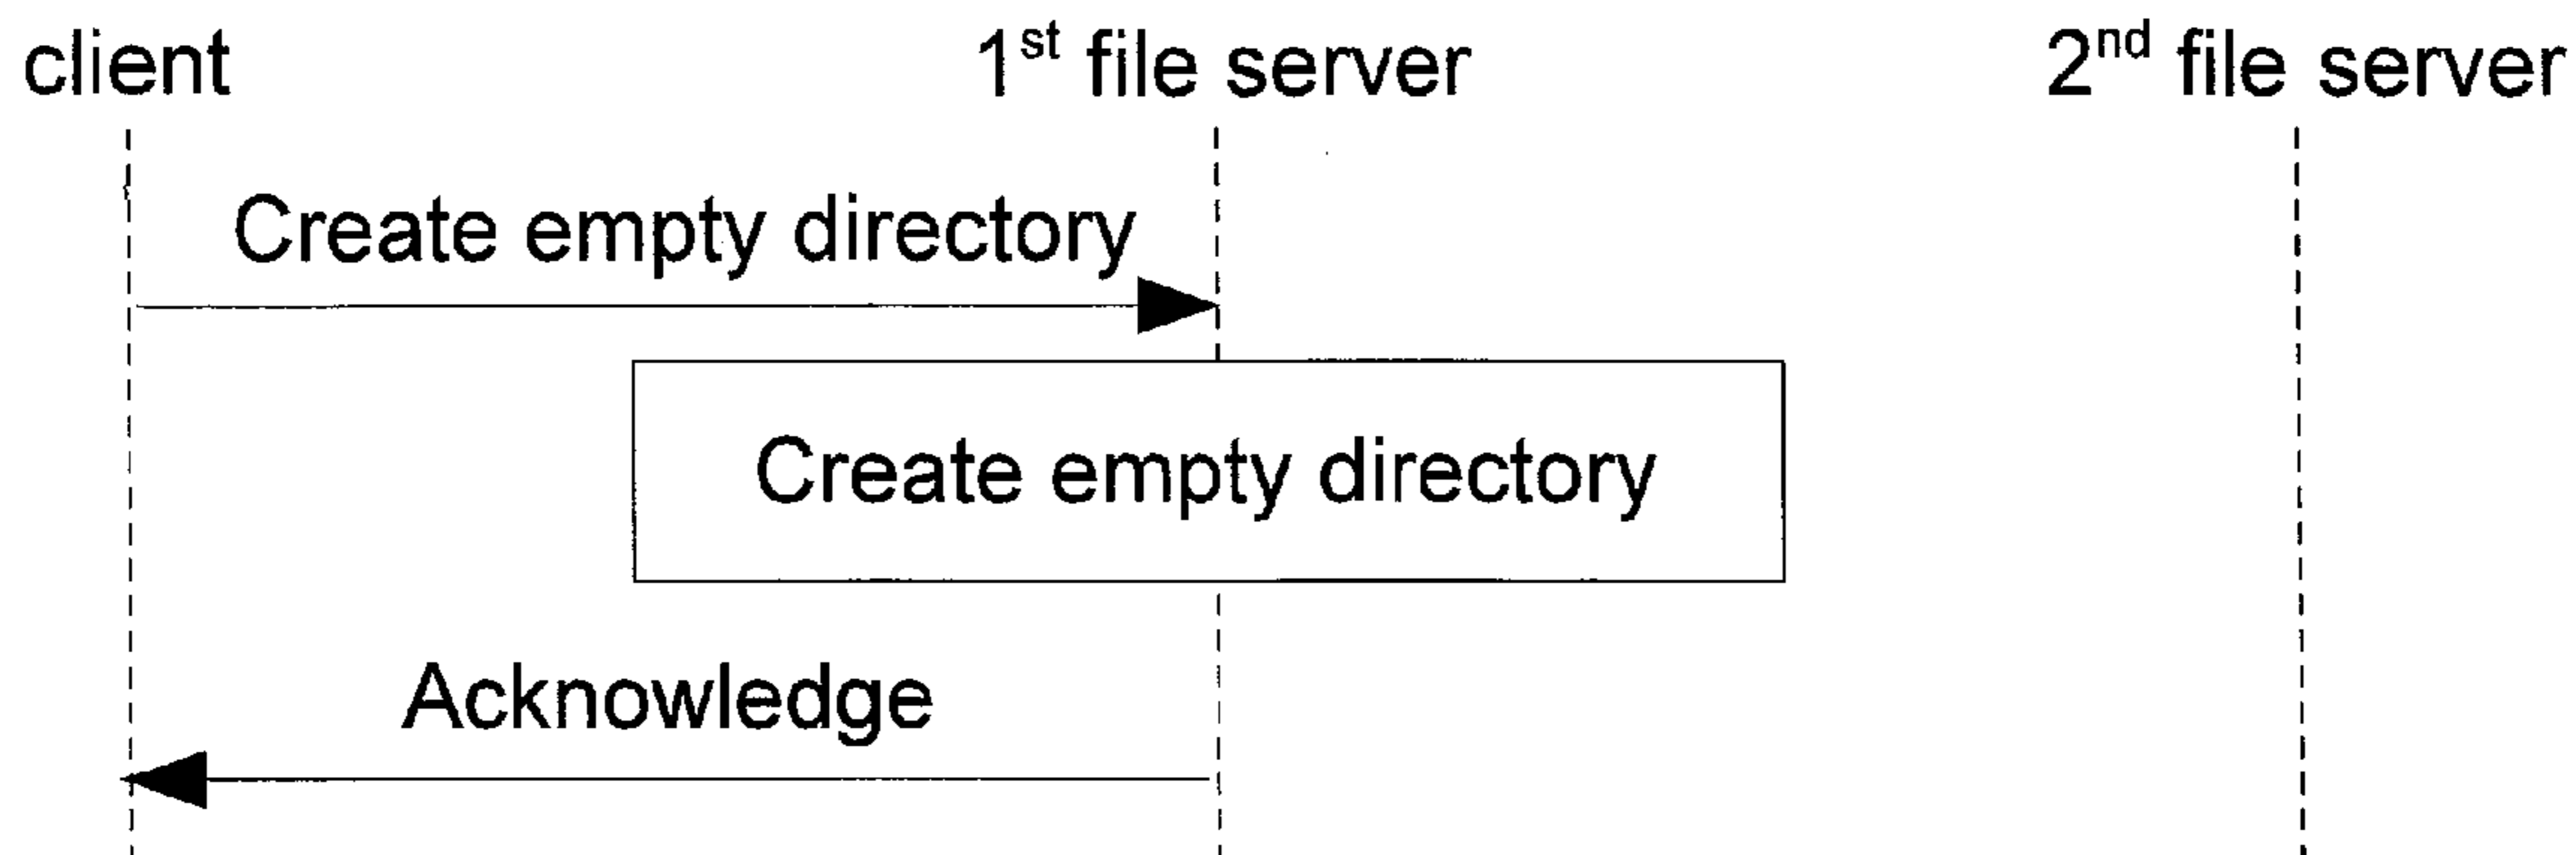 client 1st file server 2nd file server
Create empty directory
Create empty directory
Acknowledge